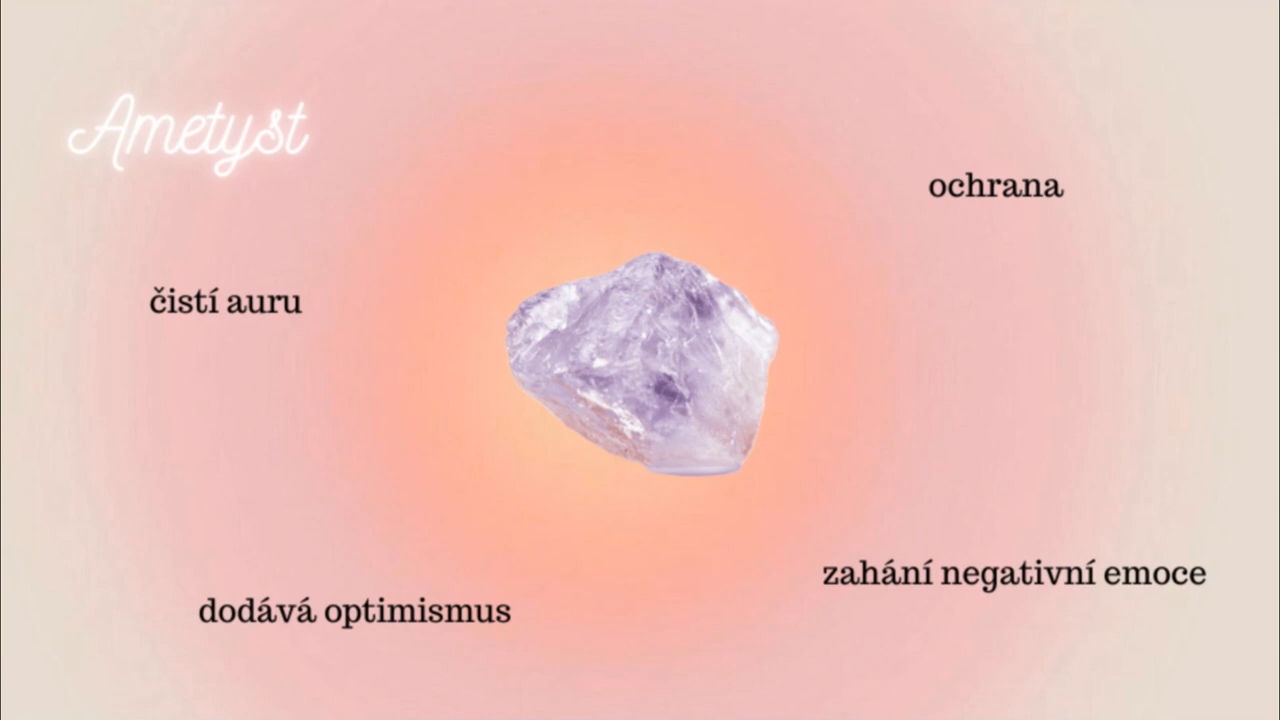 Ametyst
ochrana
čistí auru
zahání negativní emoce
dodává optimismus